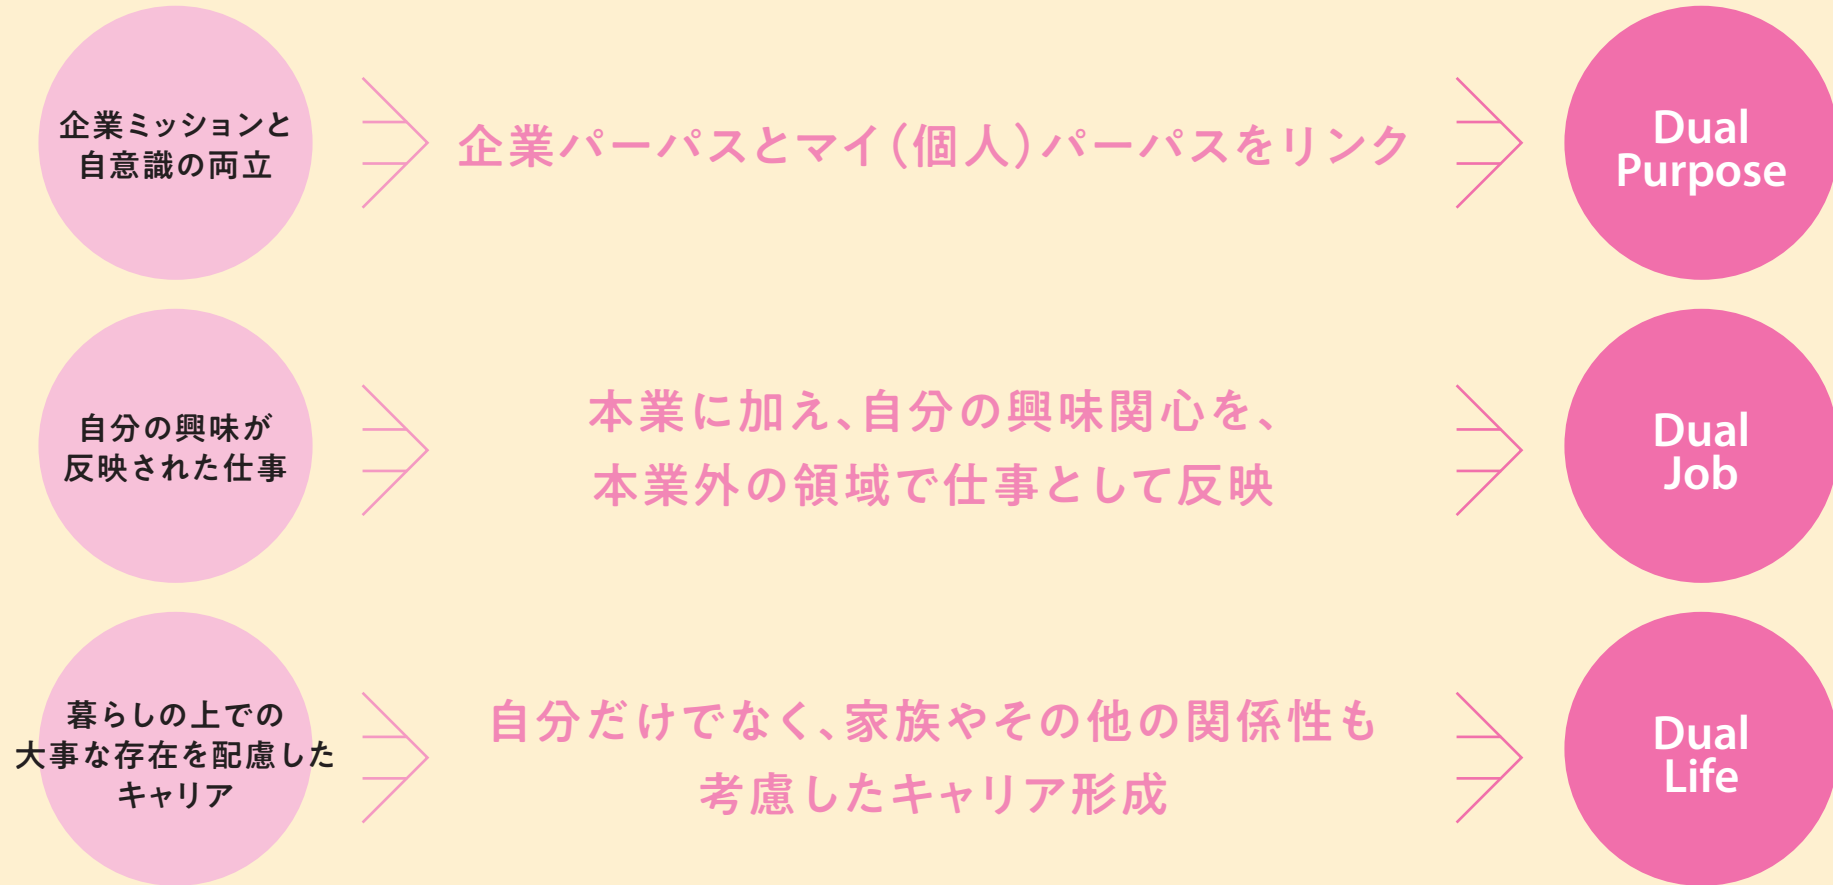 企業ミッションと
自意識の両立
企業パーパスとマイ（個人）パーパスをリンク
Dual
Purpose
自分の興味が
反映された仕事
本業に加え、自分の興味関心を、
本業外の領域で仕事として反映
Dual
Job
暮らしの上での
大事な存在を配慮した
キャリア
自分だけでなく、家族やその他の関係性も
考慮したキャリア形成
Dual
Life